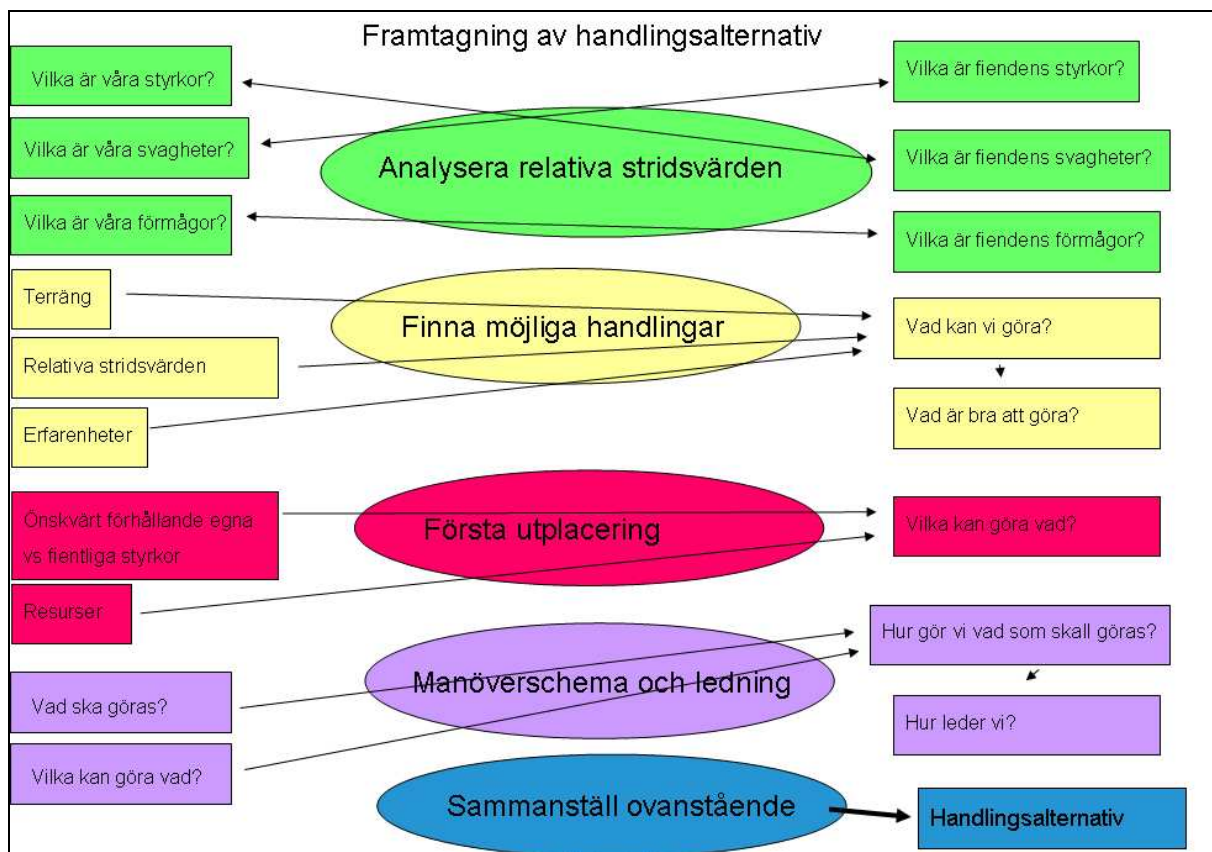 Framtagning av handlingsalternativ
Vilka är våra styrkor?
Vilka är fiendens styrkor?
Vilka är våra svagheter?
Analysera relativa stridsvärden
Vilka är fiendens svagheter?
Vilka är våra förmågor?
Vilka är fiendens förmågor?
Terräng
Finna möjliga handlingar
Vad kan vi göra?
Relativa stridsvärden
Vad är bra att göra?
Erfarenheter
Önskvärt förhållande egna
vs fientliga styrkor
Första utplacering
Vilka kan göra vad?
Resurser
Hur gör vi vad som skall göras?
Manöverschema och ledning
Vad ska göras?
Hur leder vi?
Vilka kan göra vad?
Sammanställ ovanstående
Handlingsalternativ